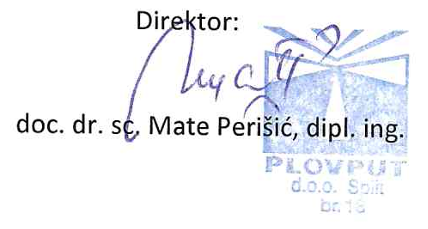 Direktor:
doc. dr. sc. Mate Perišić, dipl. ing.
PLOVPUT
d.o.o. Split
br. 18